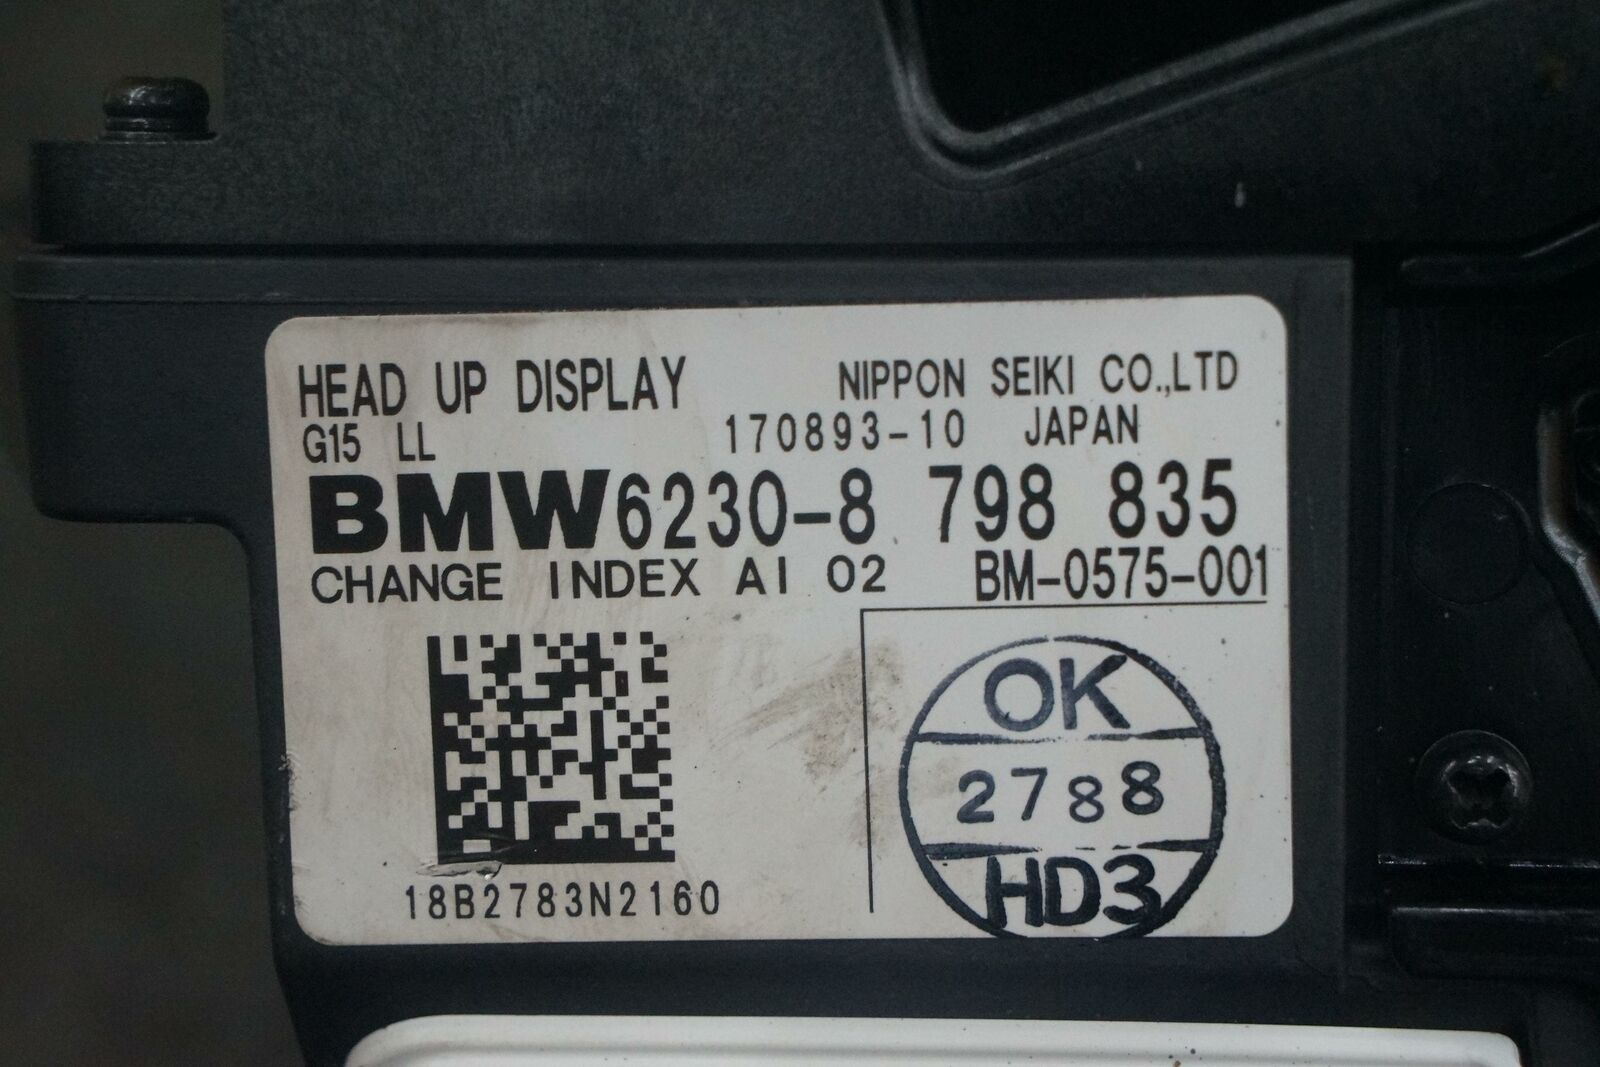 HEAD UP DISPLAY NIPPON SEIKI CO.,LTD
G15 LL 170893-10 JAPAN
BMW6230-8 798 835
CHANGE INDEX AI 02 BM-0575-001
OK
2788
HD3
18B2783N2160